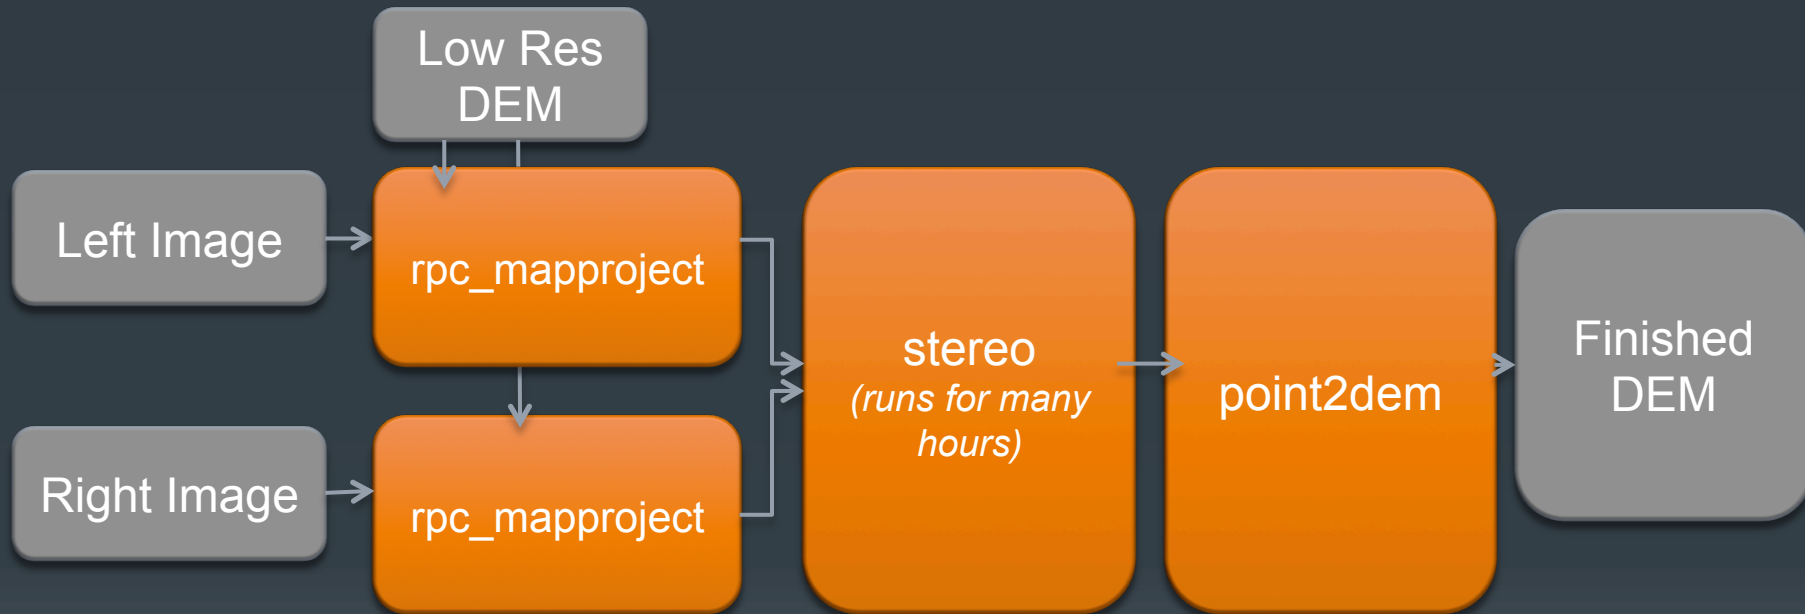 Low Res
DEM
Left Image
rpc_mapproject
Right Image
rpc_mapproject
stereo
(runs for many
hours)
point2dem
Finished
DEM